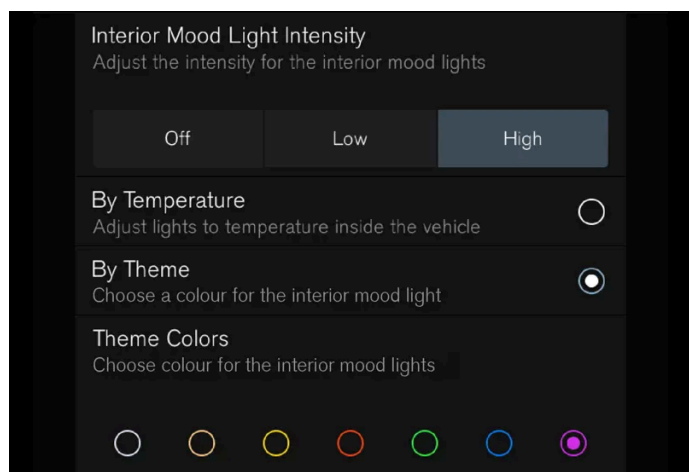 Interior Mood Light Intensity
Adjust the intensity for the interior mood lights
Off
Low
High
By Temperature
Adjust lights to temperature inside the vehicle
By Theme
Choose a colour for the interior mood light
Theme Colors
Choose colour for the interior mood lights